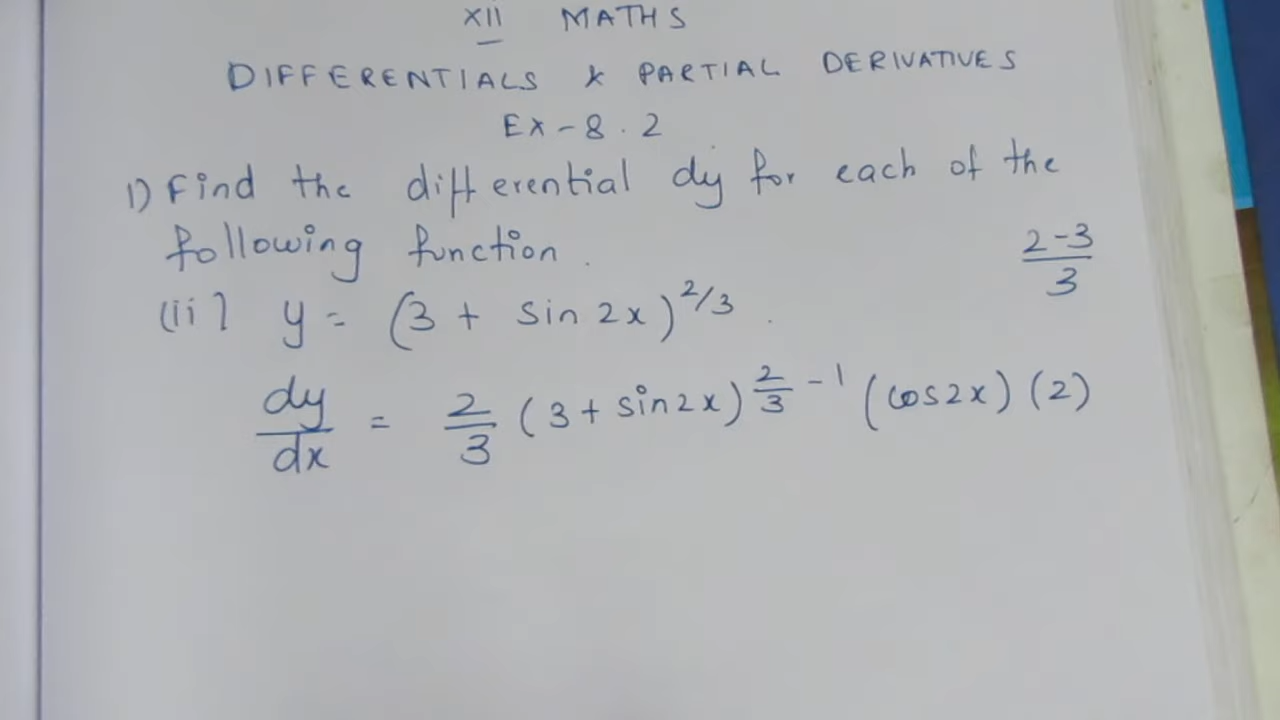 XII MATHS
DIFFERENTIALS & PARTIAL DERIVATIVES
Ex-8.2
1) Find the differential dy for each of the
following function.
(ii) y = (3 + sin 2x)^2/3.
2-3/3
dy/dx = 2/3 (3 + sin2x)^2/3 -1 (cos2x) (2)